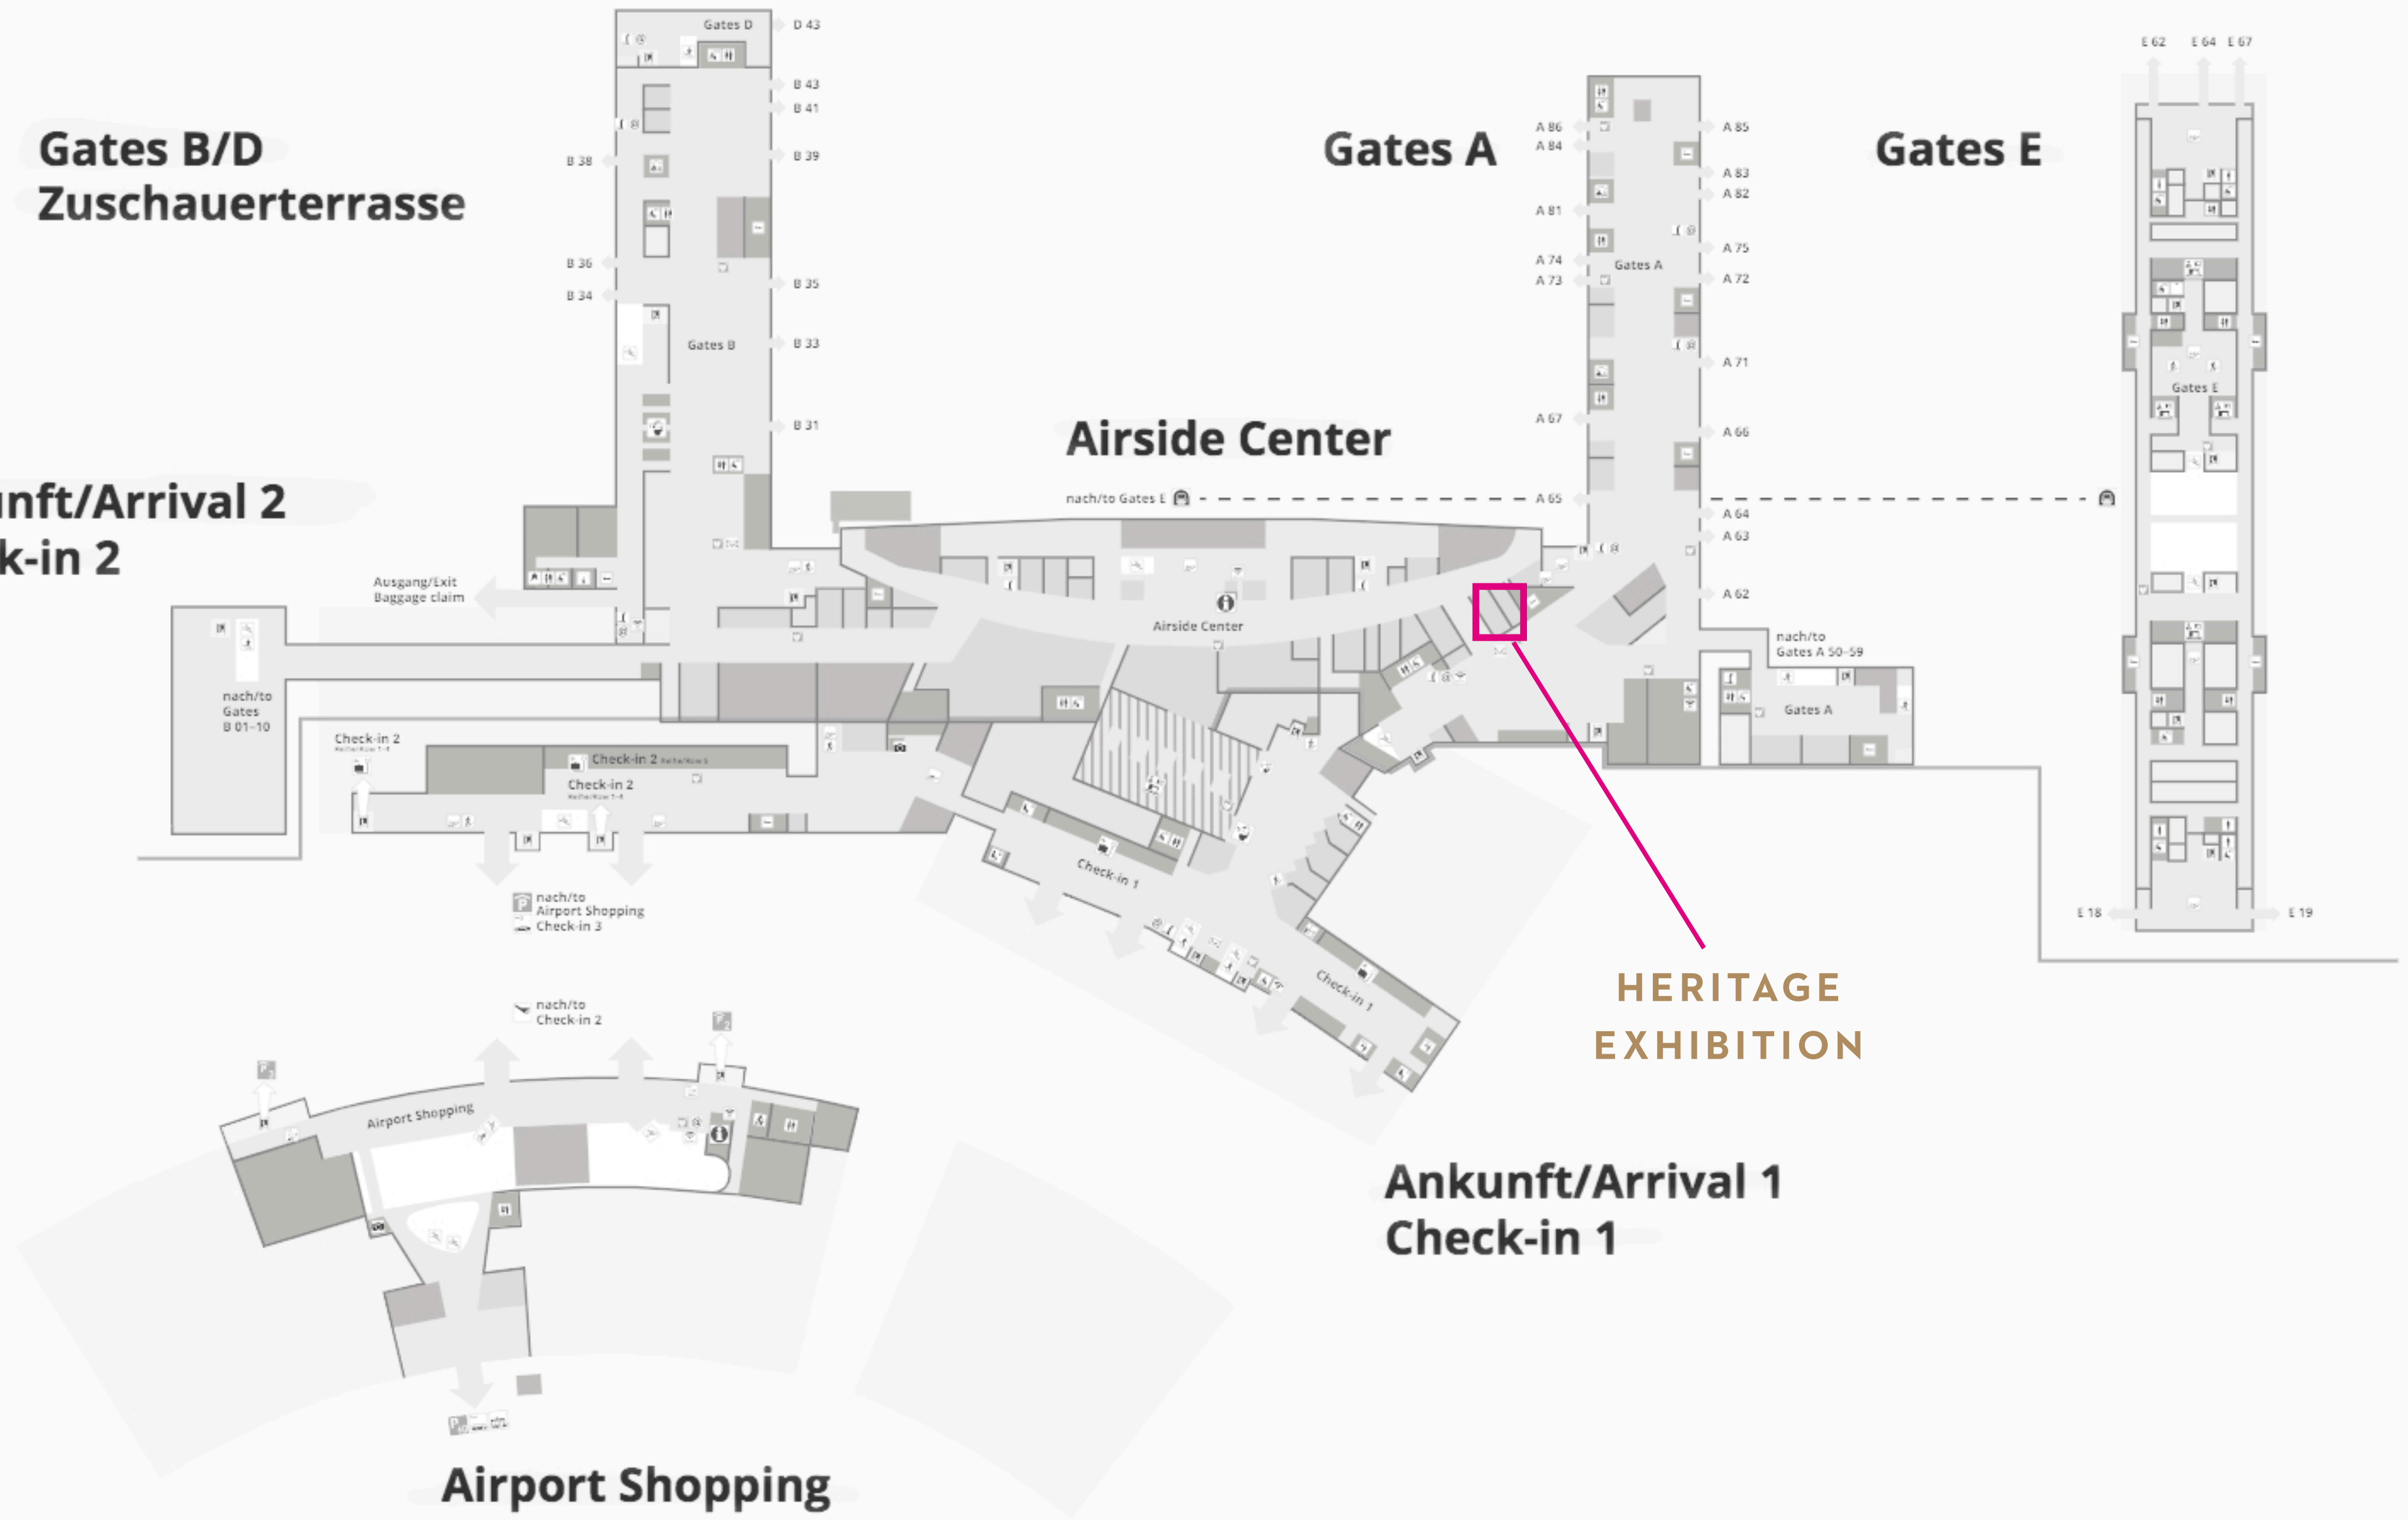 Gates D
D 43
B 43
B 41
B 39
B 38
B 36
B 35
B 34
B 33
Gates B
B 31
Gates B/D
Zuschauerterrasse
Gates A
A 86
A 84
A 81
A 74
A 73
A 67
A 65
Gates A
A 85
A 83
A 82
A 75
A 72
A 71
A 66
A 64
A 63
A 62
Gates E
E 62
E 64
E 67
Gates E
E 18
E 19
Airside Center
nach/to Gates E
Airside Center
unft/Arrival 2
k-in 2
Ausgang/Exit
Baggage claim
nach/to
Gates
B 01-10
nach/to
Gates A 50-59
Gates A
Check-in 2
Check-in 2
Check-in 2
nach/to
Airport Shopping
Check-in 3
Check-in 1
Check-in 1
HERITAGE
EXHIBITION
nach/to
Check-in 2
Airport Shopping
Ankunft/Arrival 1
Check-in 1
Airport Shopping